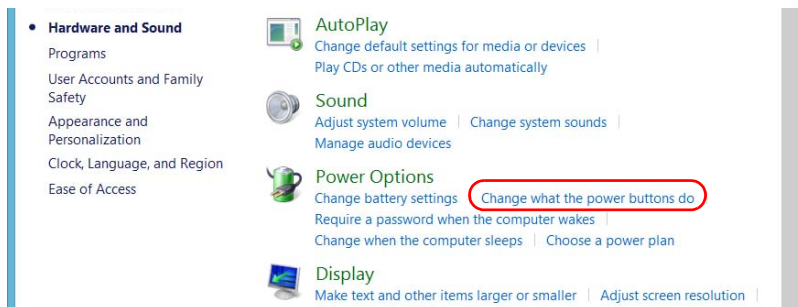 Hardware and Sound
Programs
User Accounts and Family
Safety
Appearance and
Personalization
Clock, Language, and Region
Ease of Access
AutoPlay
Change default settings for media or devices
Play CDs or other media automatically
Sound
Adjust system volume
Change system sounds
Manage audio devices
Power Options
Change battery settings
Change what the power buttons do
Require a password when the computer wakes
Change when the computer sleeps
Choose a power plan
Display
Make text and other items larger or smaller
Adjust screen resolution